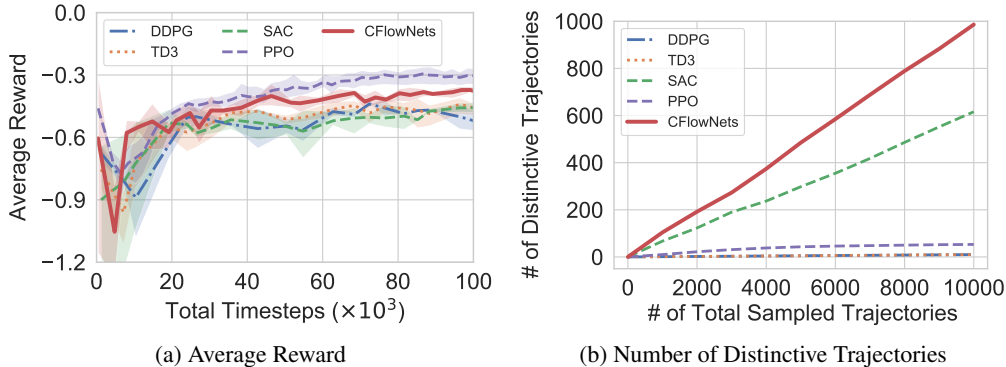 0.0
−0.3
−0.6
−0.9
−1.2
Average Reward
DDPG SAC CFlowNets
TD3 PPO
0 20 40 60 80 100
Total Timesteps (×10³)
(a) Average Reward
1000
800
600
400
200
0
# of Distinctive Trajectories
DDPG
TD3
SAC
PPO
CFlowNets
0 2000 4000 6000 8000 10000
# of Total Sampled Trajectories
(b) Number of Distinctive Trajectories